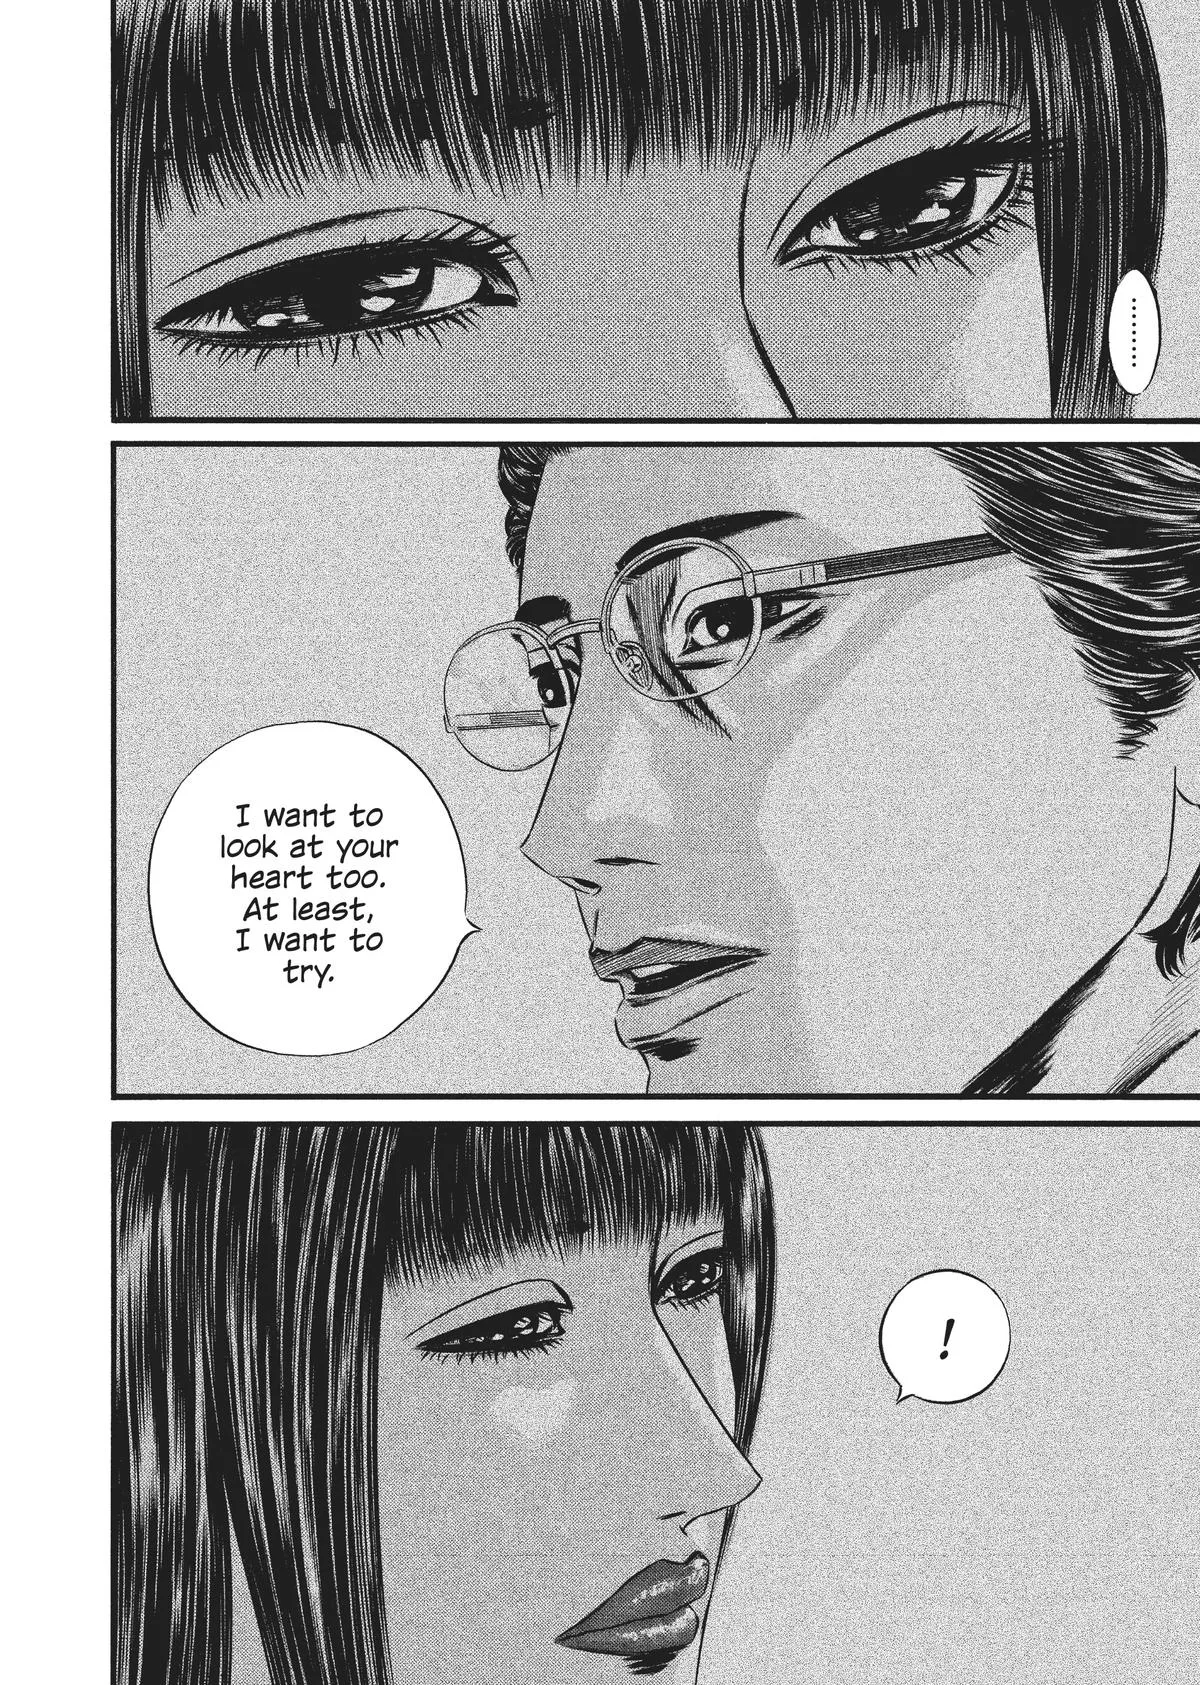 .........
I want to
look at your
heart too.
At least,
I want to
try.
!